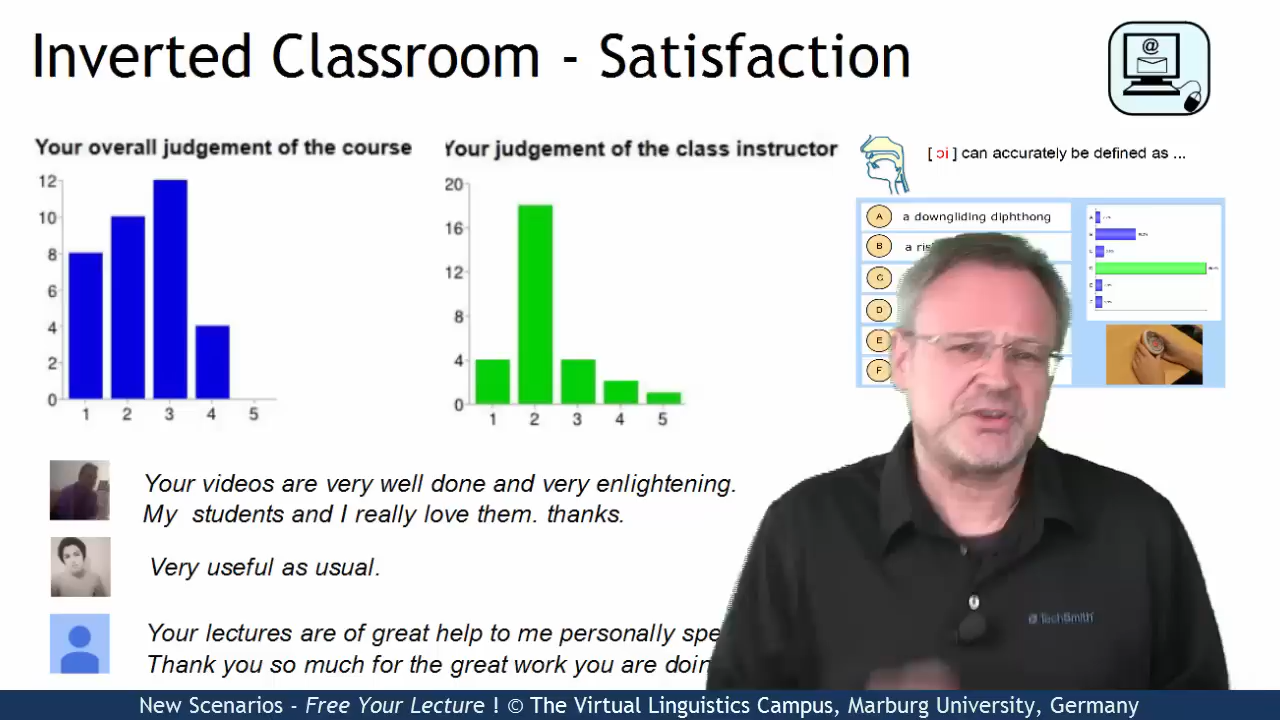 Inverted Classroom - Satisfaction
@
Your overall judgement of the course
12
10
8
6
4
2
0
1 2 3 4 5
Your judgement of the class instructor
20
16
12
8
4
0
1 2 3 4 5
[ ɔi ] can accurately be defined as ...
A a downgliding diphthong
B a
C
D
E
F
Your videos are very well done and very enlightening.
My students and I really love them. thanks.
Very useful as usual.
Your lectures are of great help to me personally
Thank you so much for the great work you are
TechSmith
New Scenarios - Free Your Lecture ! © The Virtual Linguistics Campus, Marburg University, Germany